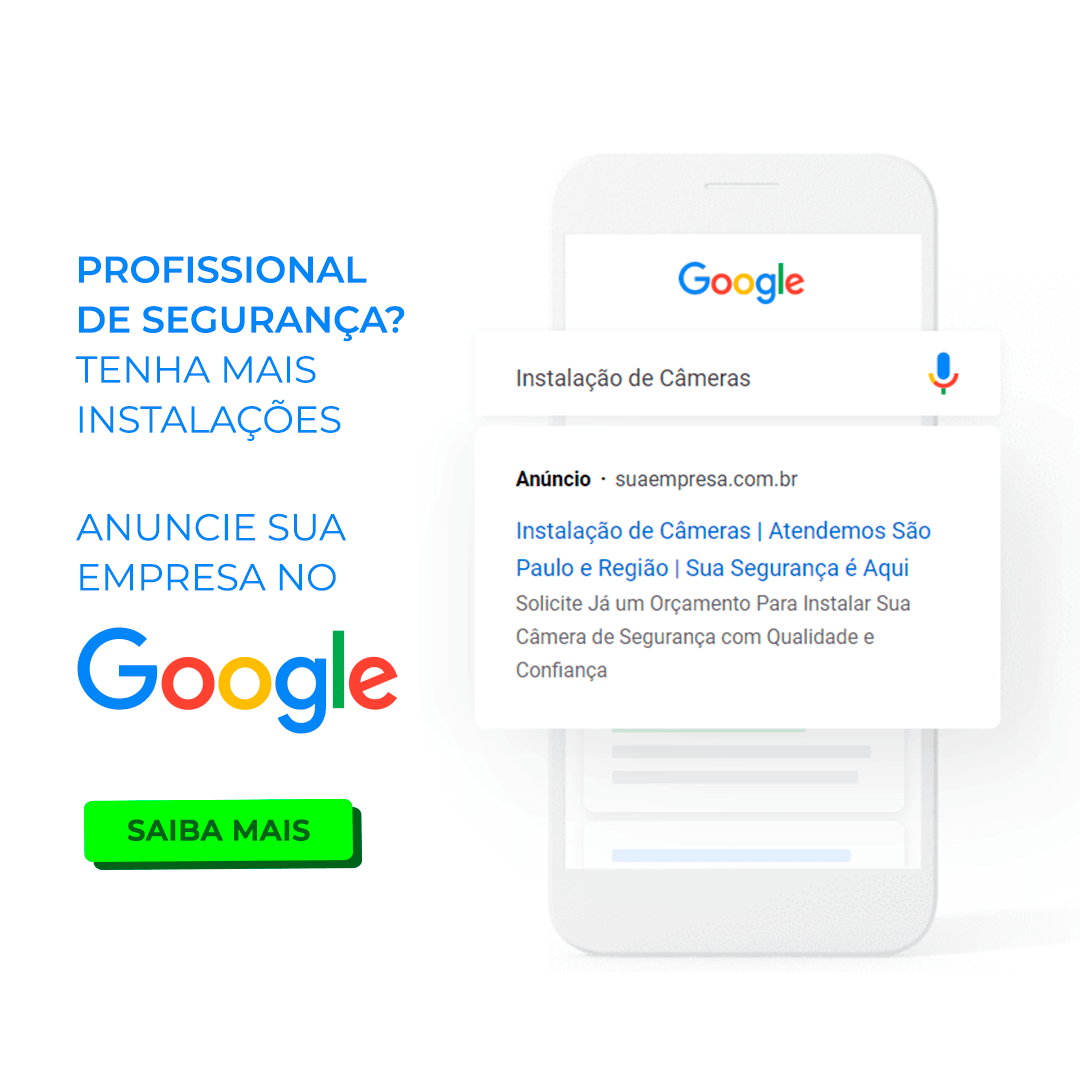 PROFISSIONAL
DE SEGURANÇA?
TENHA MAIS
INSTALAÇÕES
ANUNCIE SUA
EMPRESA NO
Google
SAIBA MAIS
Google
Instalação de Câmeras
Anúncio · suaempresa.com.br
Instalação de Câmeras | Atendemos São
Paulo e Região | Sua Segurança é Aqui
Solicite Já um Orçamento Para Instalar Sua
Câmera de Segurança com Qualidade e
Confiança